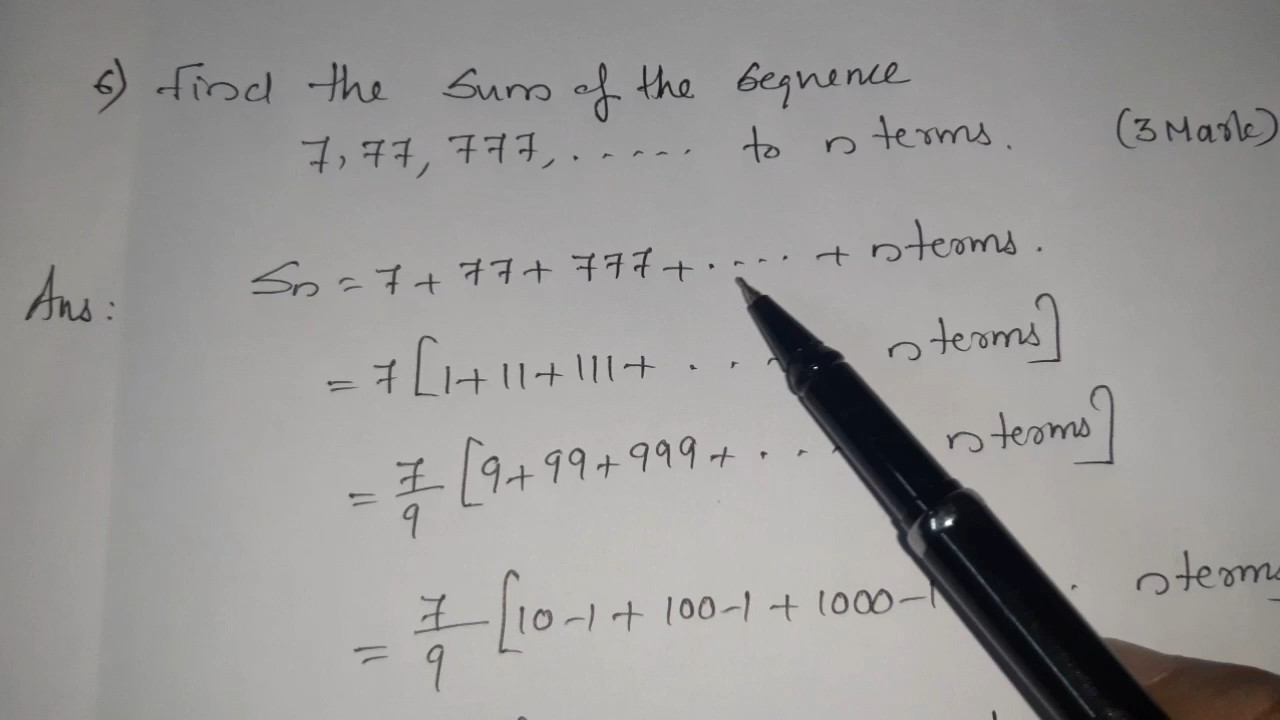 6) Find the Sum of the Sequence
7, 77, 777, ...... to n terms. (3 Mark)
Ans: Sn = 7 + 77 + 777 + ..... + n terms.
= 7 [1 + 11 + 111 + ... n terms]
= 7/9 [9 + 99 + 999 + ... n terms]
= 7/9 [10 - 1 + 100 - 1 + 1000 - 1 . n terms